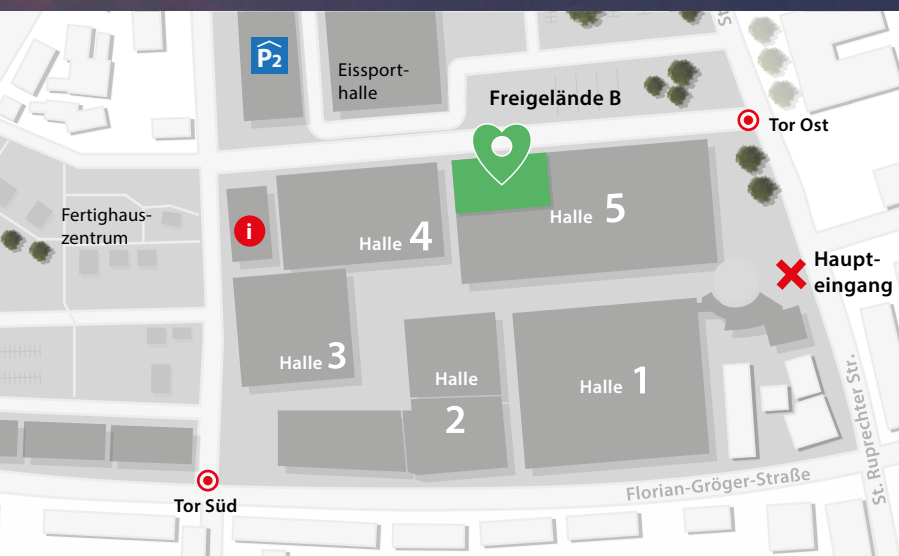 St.
P2
Eissport-
halle
Freigelände B
Tor Ost
Fertighaus-
zentrum
i
Halle 4
Halle 5
Haupt-
eingang
Halle 3
Halle
2
Halle 1
St. Ruprechter Str.
Florian-Gröger-Straße
Tor Süd